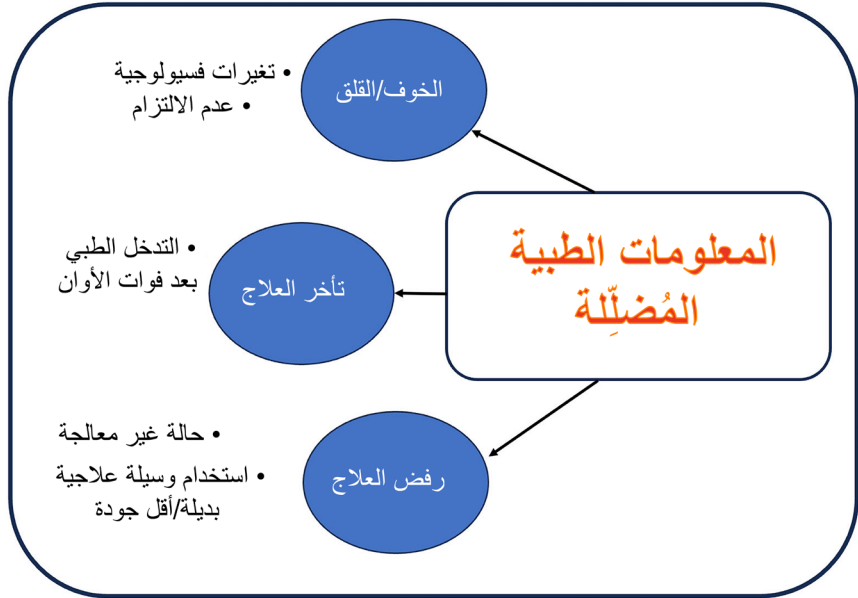 المعلومات الطبية
المُضلِّلة
الخوف/القلق
• تغيرات فسيولوجية
• عدم الالتزام
تأخر العلاج
• التدخل الطبي
بعد فوات الأوان
رفض العلاج
• حالة غير معالجة
• استخدام وسيلة علاجية
بديلة/أقل جودة